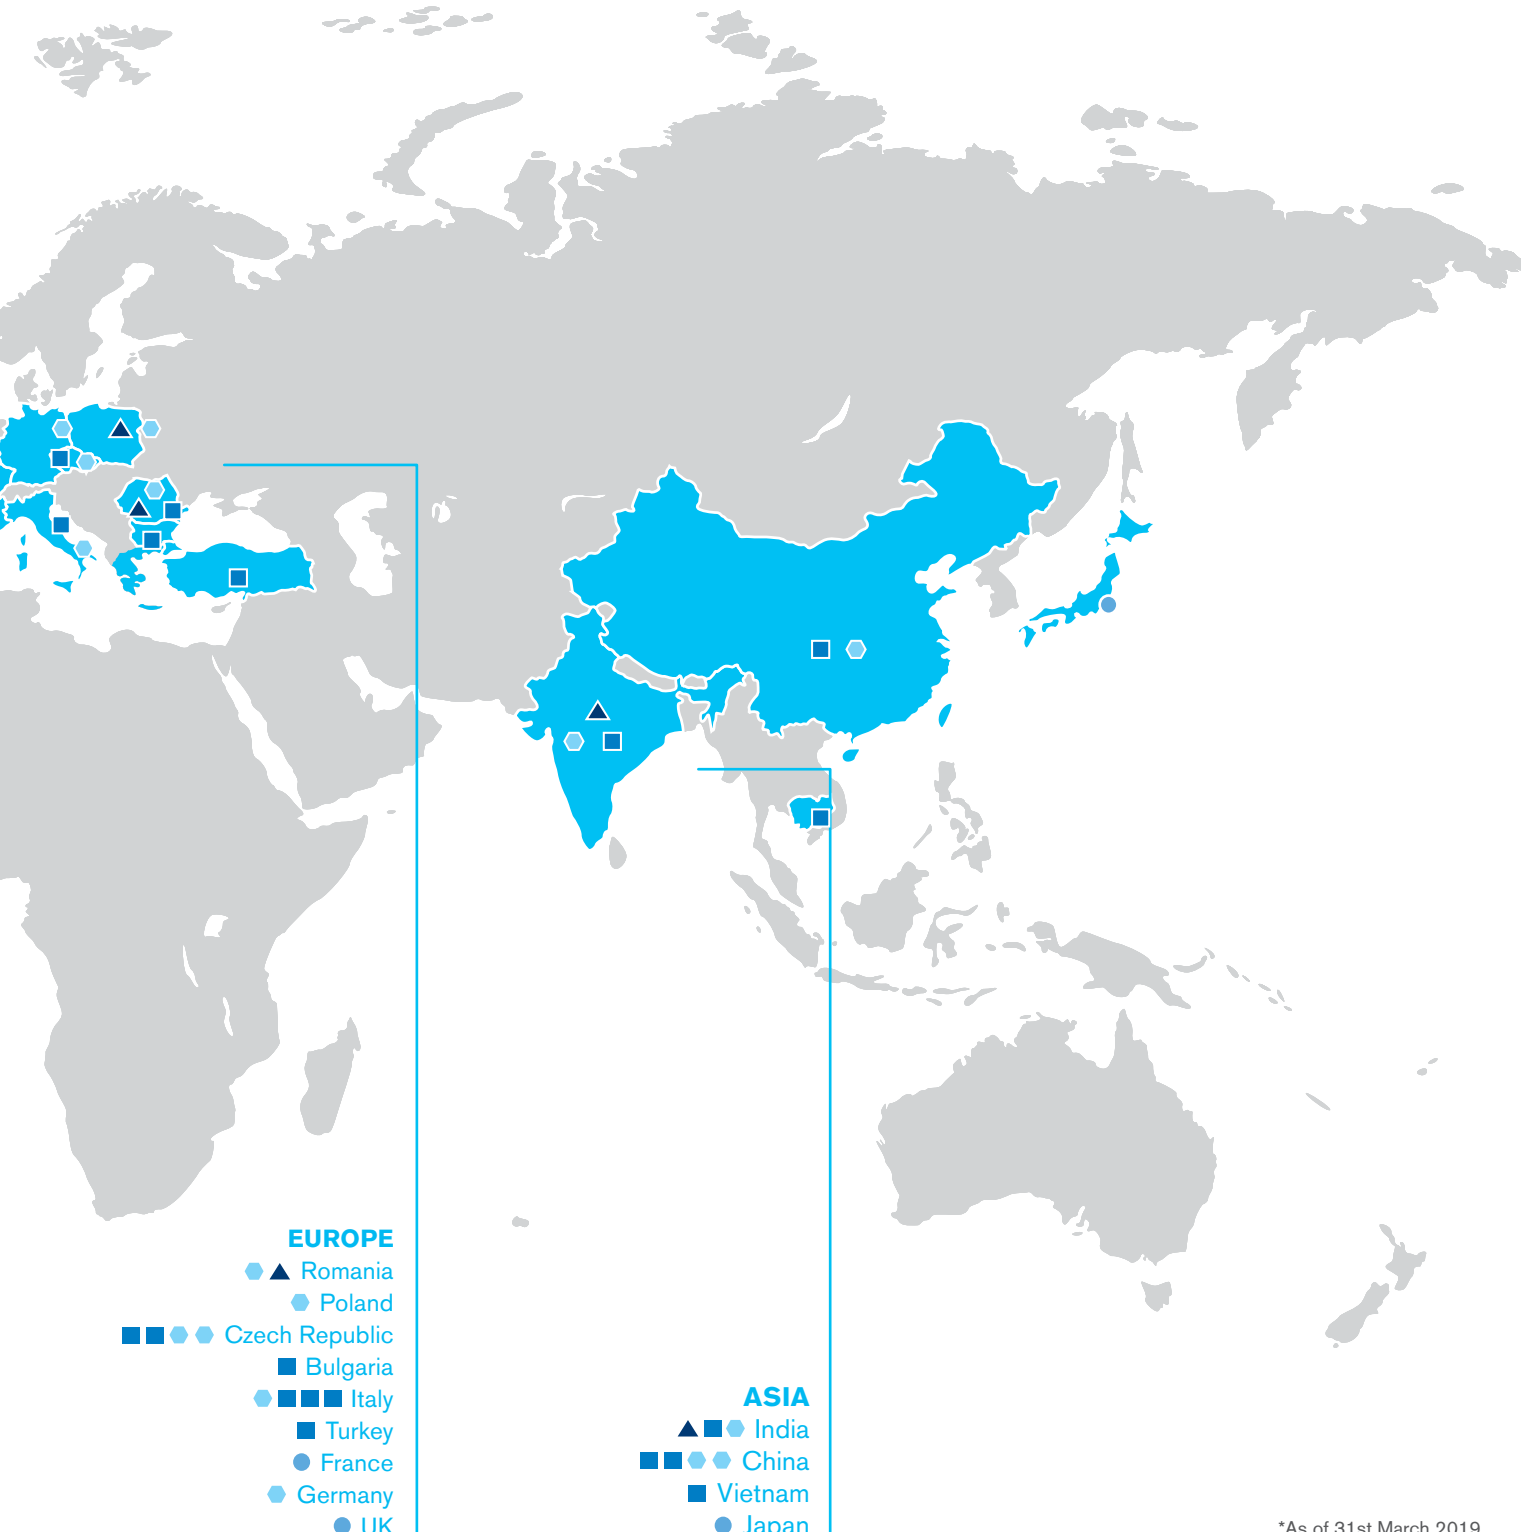 EUROPE
Romania
Poland
Czech Republic
Bulgaria
Italy
Turkey
France
Germany
UK
ASIA
India
China
Vietnam
Japan
*As of 31st March 2019